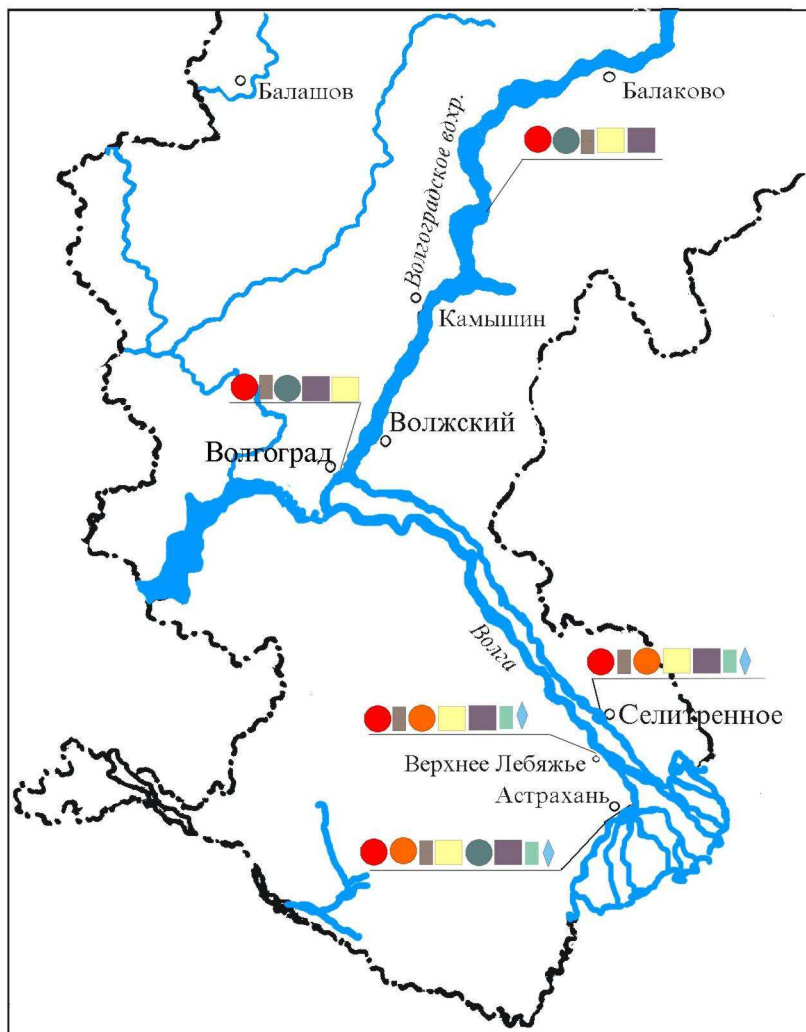 Балашов
Балаково
Волгоградское вдхр.
Камышин
Волжский
Волгоград
Волга
Селитренное
Верхнее Лебяжье
Астрахань